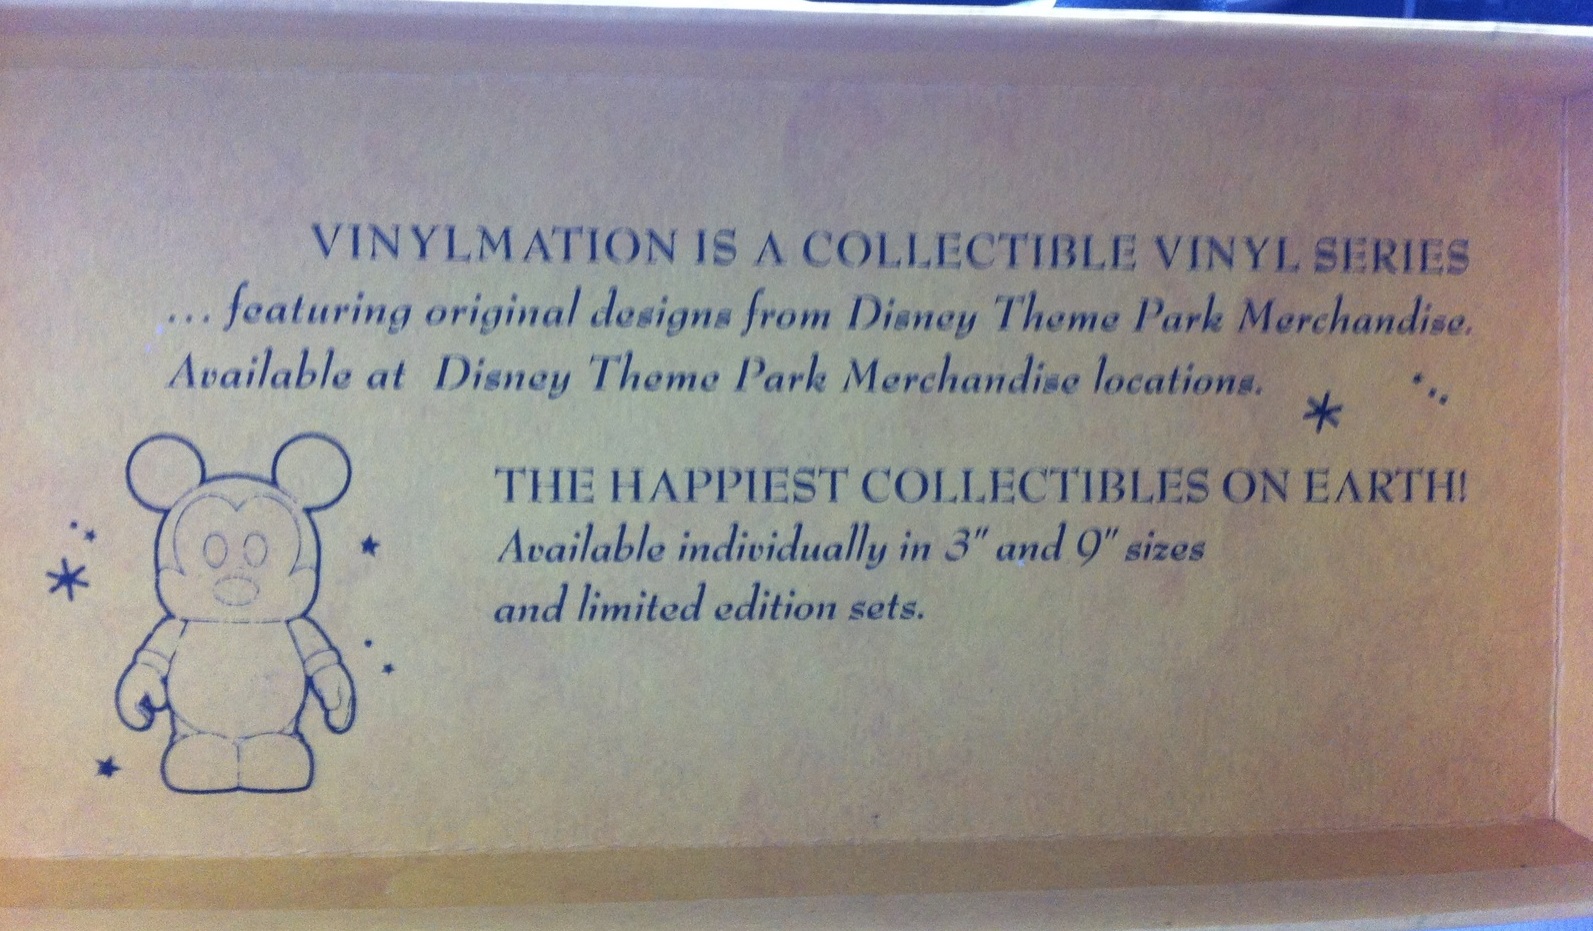 VINYLMATION IS A COLLECTIBLE VINYL SERIES
... featuring original designs from Disney Theme Park Merchandise.
Available at Disney Theme Park Merchandise locations.
THE HAPPIEST COLLECTIBLES ON EARTH!
Available individually in 3" and 9" sizes
and limited edition sets.